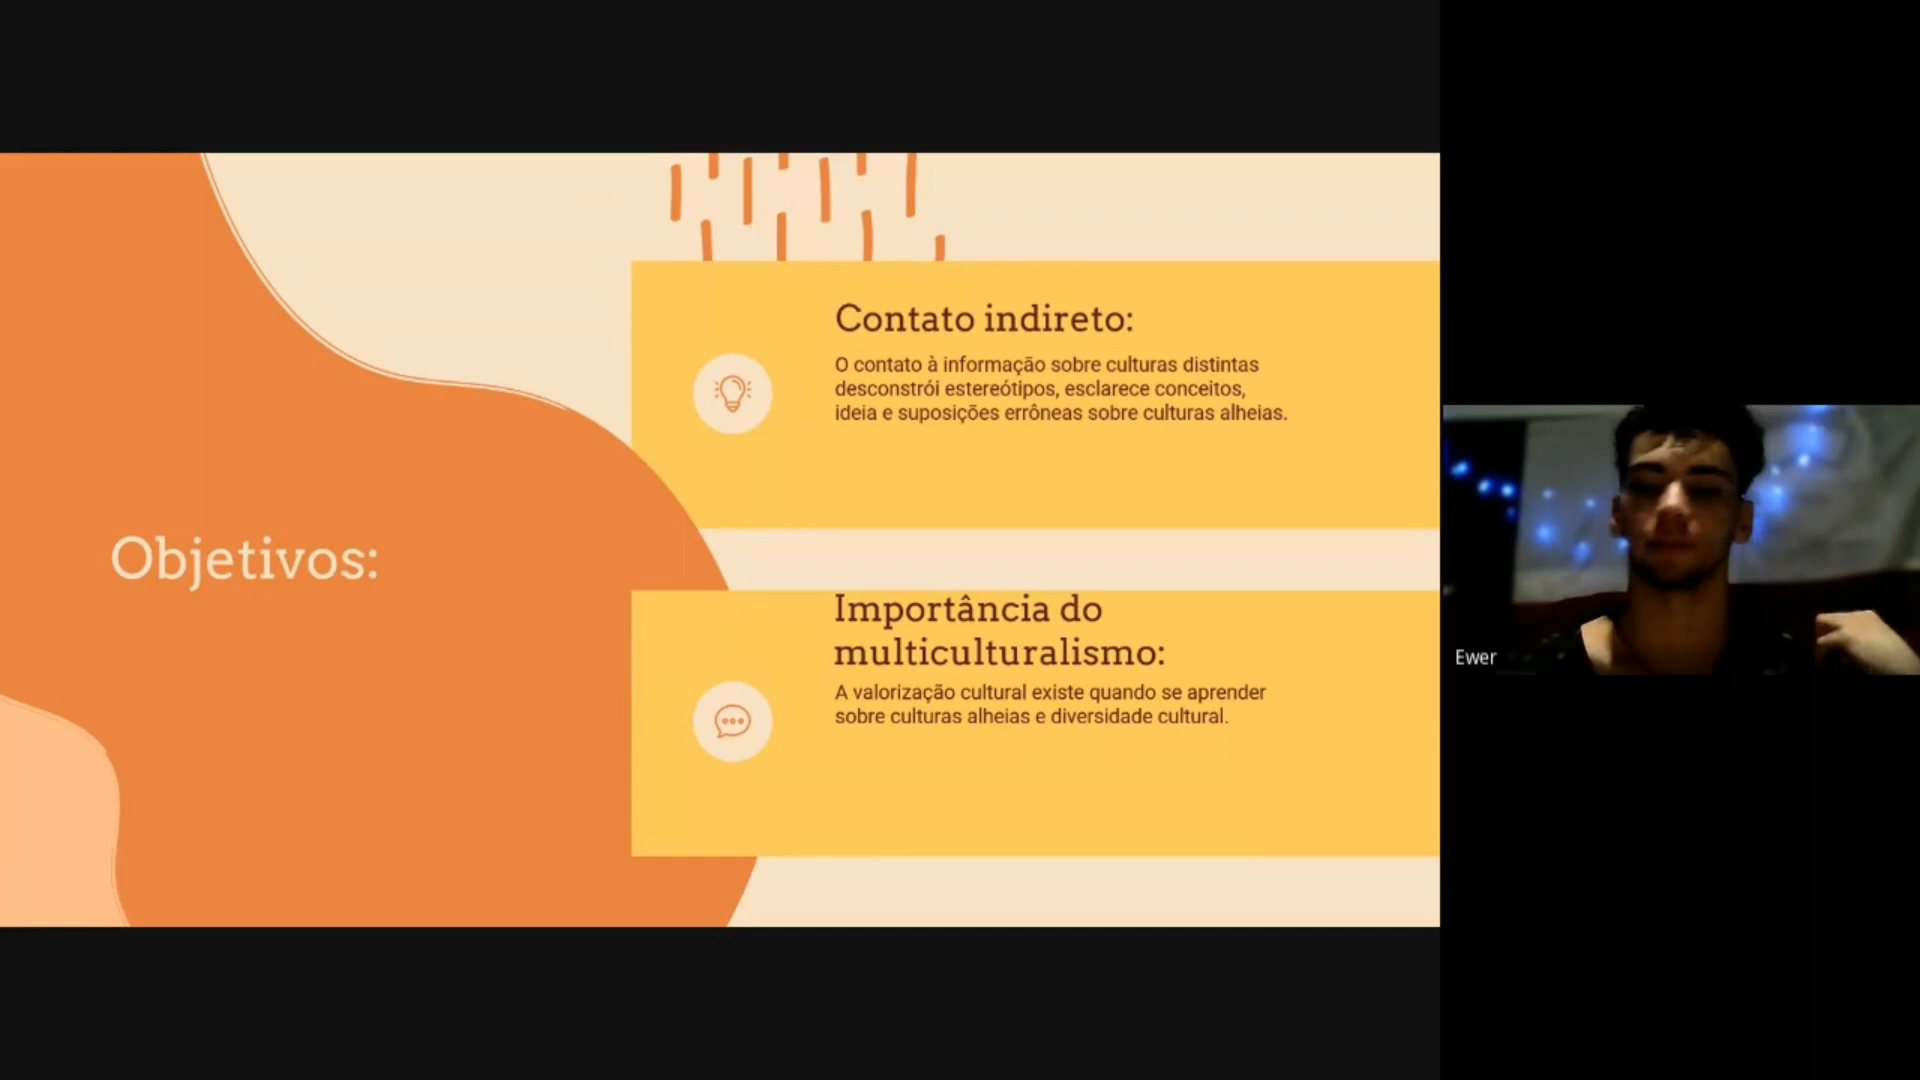 Objetivos:
Contato indireto:
O contato à informação sobre culturas distintas
desconstrói estereótipos, esclarece conceitos,
ideia e suposições errôneas sobre culturas alheias.
Importância do
multiculturalismo:
A valorização cultural existe quando se aprender
sobre culturas alheias e diversidade cultural.
Ewer